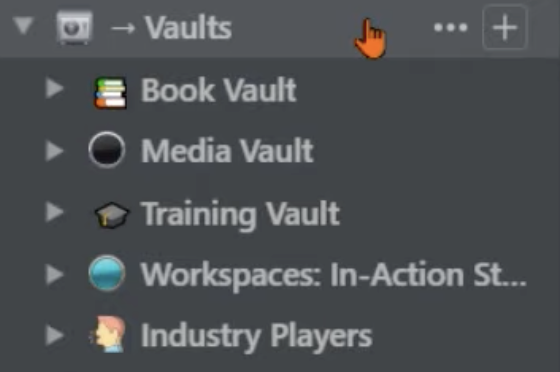 → Vaults
Book Vault
Media Vault
Training Vault
Workspaces: In-Action St...
Industry Players